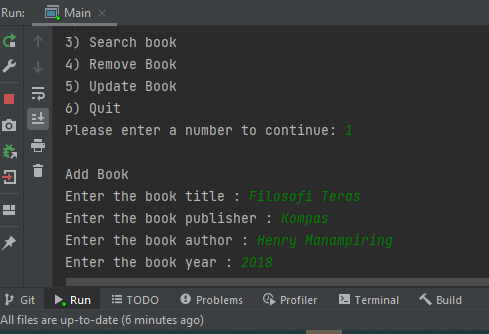 Run: Main ×
3) Search book
4) Remove Book
5) Update Book
6) Quit
Please enter a number to continue: 1
Add Book
Enter the book title : Filosofi Teras
Enter the book publisher : Kompas
Enter the book author : Henry Manampiring
Enter the book year : 2018
Git Run TODO Problems Profiler Terminal Build
All files are up-to-date (6 minutes ago)